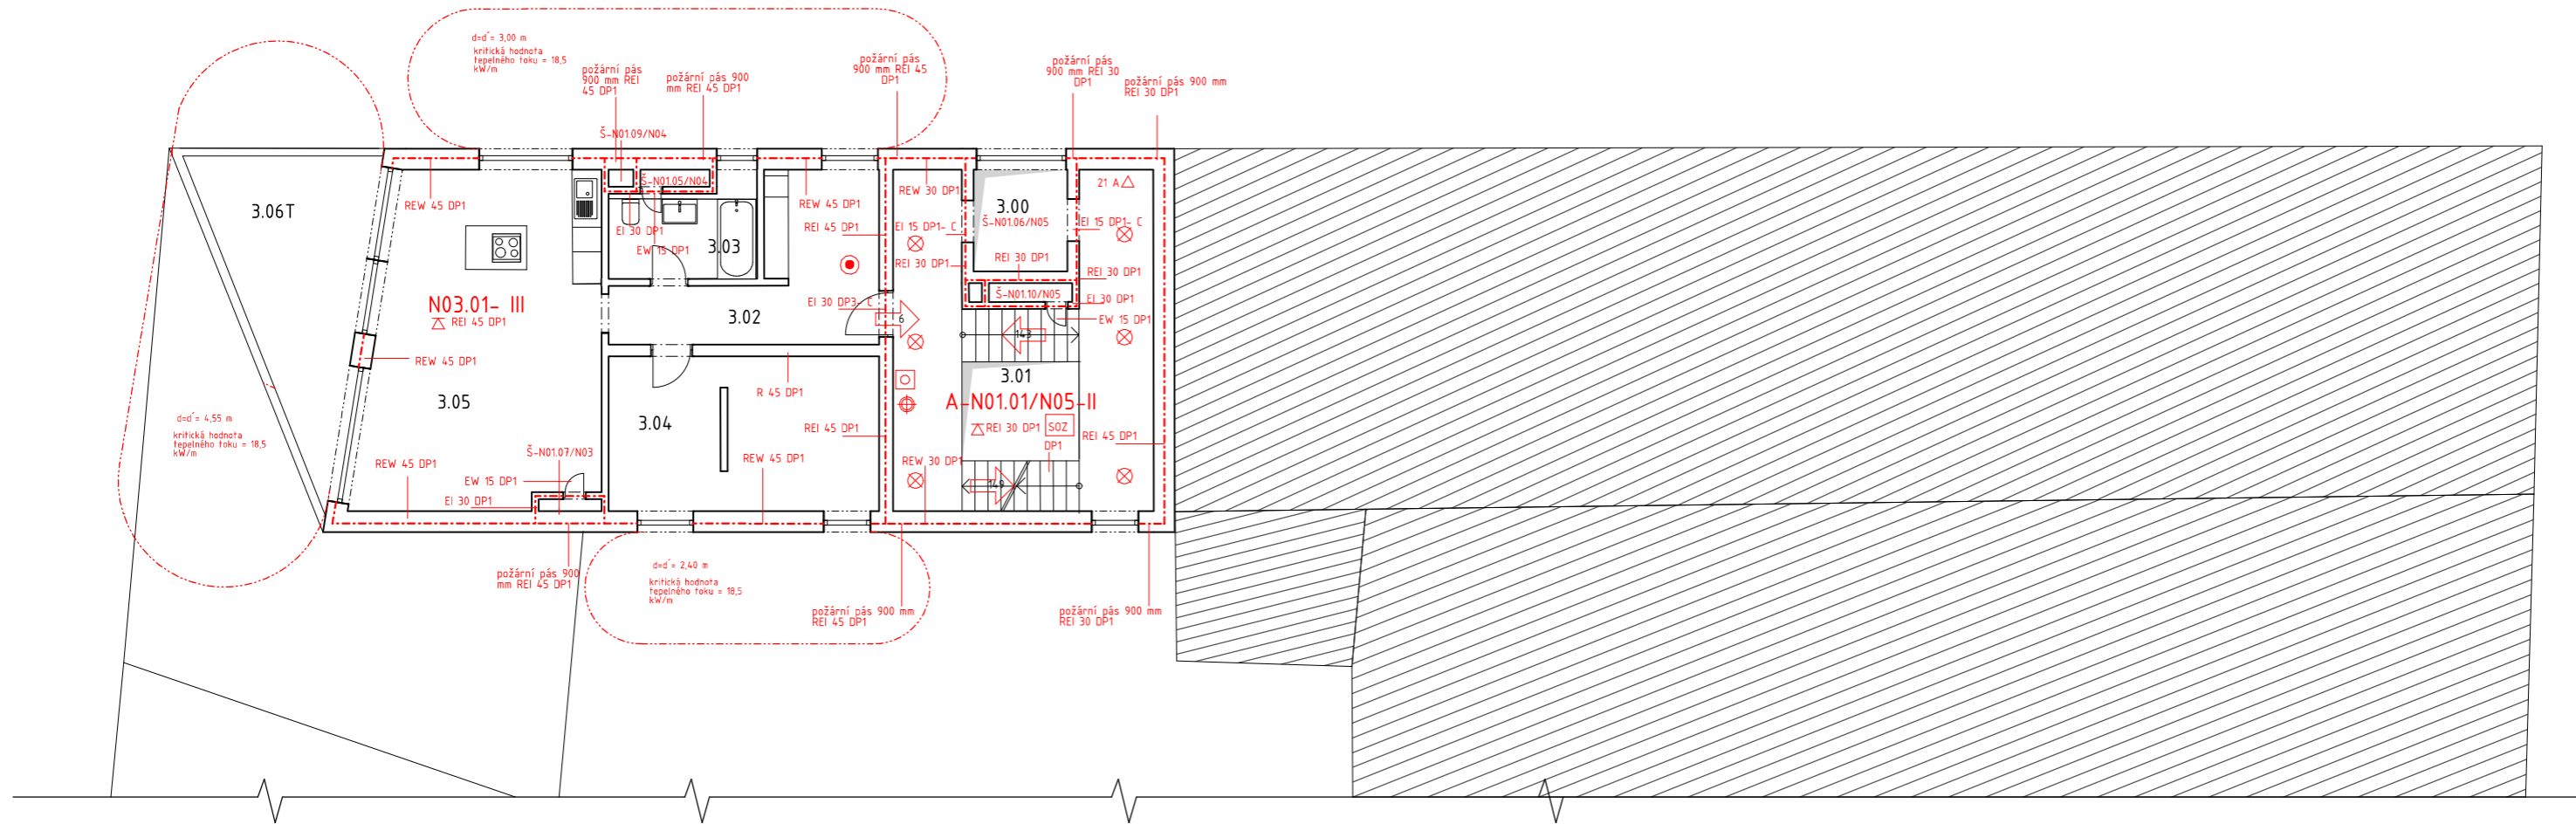 d=d´= 3,00 m
kritická hodnota
tepelného toku = 18,5
kW/m
požární pás
900 mm REI
45 DP1
požární pás 900
mm REI 45 DP1
požární pás
900 mm REI 45
DP1
požární pás
900 mm REI 30
DP1
požární pás 900 mm
REI 30 DP1
Š-N01.09/N04
Š-N01.05/N04
3.06T
REW 45 DP1
EI 30 DP1
EW 15 DP1
3.03
REW 45 DP1
REI 45 DP1
REW 30 DP1
EI 15 DP1- C
REI 30 DP1
3.00
Š-N01.06/N05
REI 30 DP1
21 A
EI 15 DP1- C
REI 30 DP1
Š-N01.10/N05
EI 30 DP1
EW 15 DP1
N03.01- III
REI 45 DP1
EI 30 DP3- C
6
3.02
143
REW 45 DP1
3.05
3.01
R 45 DP1
A-N01.01/N05-II
REI 30 DP1
SOZ
DP1
REI 45 DP1
3.04
REI 45 DP1
d=d´= 4,55 m
kritická hodnota
tepelného toku = 18,5
kW/m
REW 45 DP1
Š-N01.07/N03
EW 15 DP1
EI 30 DP1
REW 45 DP1
REW 30 DP1
149
požární pás 900
mm REI 45 DP1
d=d´= 2,40 m
kritická hodnota
tepelného toku = 18,5
kW/m
požární pás 900 mm
REI 45 DP1
požární pás 900 mm
REI 30 DP1